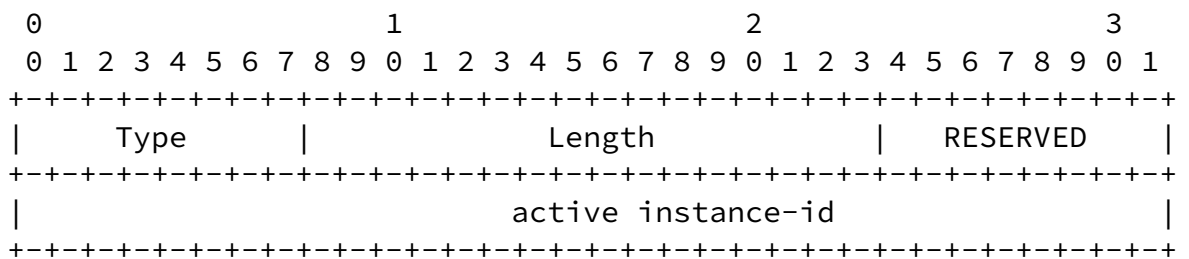 0                   1                   2                   3
 0 1 2 3 4 5 6 7 8 9 0 1 2 3 4 5 6 7 8 9 0 1 2 3 4 5 6 7 8 9 0 1
+-+-+-+-+-+-+-+-+-+-+-+-+-+-+-+-+-+-+-+-+-+-+-+-+-+-+-+-+-+-+-+-+
|     Type      |             Length            |   RESERVED    |
+-+-+-+-+-+-+-+-+-+-+-+-+-+-+-+-+-+-+-+-+-+-+-+-+-+-+-+-+-+-+-+-+
|                           active instance-id                  |
+-+-+-+-+-+-+-+-+-+-+-+-+-+-+-+-+-+-+-+-+-+-+-+-+-+-+-+-+-+-+-+-+